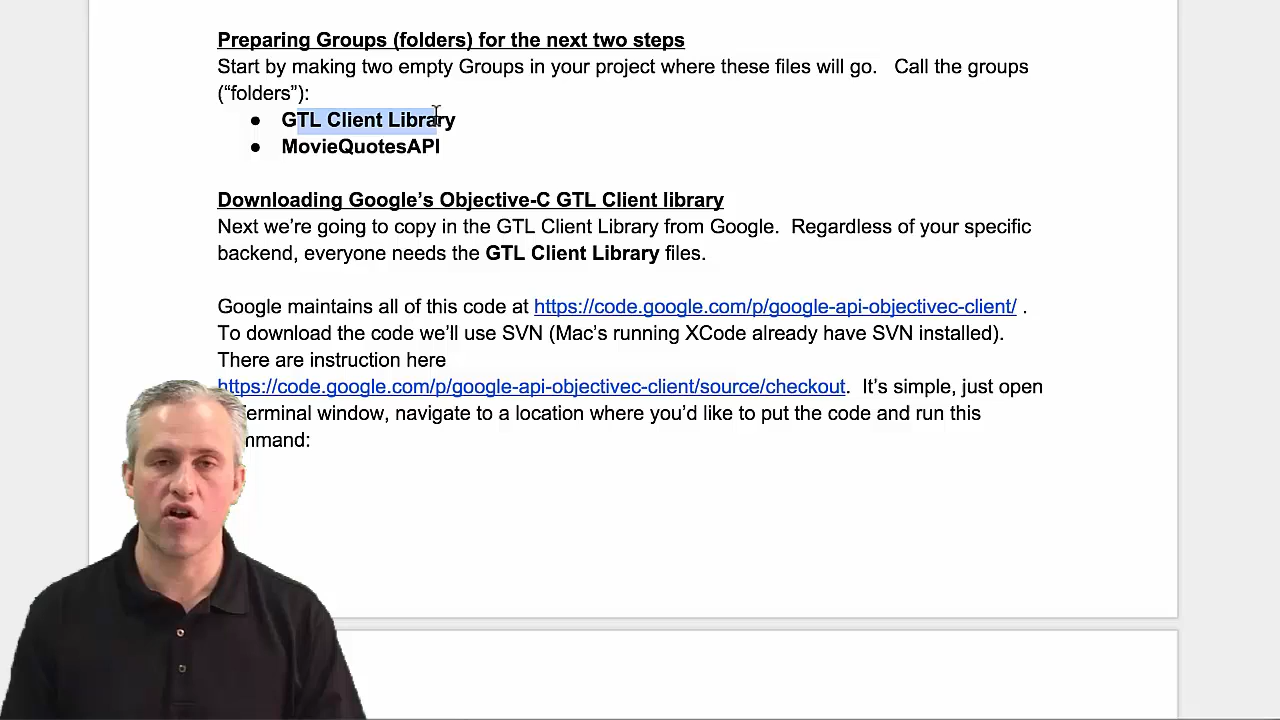 Preparing Groups (folders) for the next two steps
Start by making two empty Groups in your project where these files will go.   Call the groups
(“folders”):
● GTL Client Library
● MovieQuotesAPI
Downloading Google’s Objective-C GTL Client library
Next we’re going to copy in the GTL Client Library from Google.  Regardless of your specific
backend, everyone needs the GTL Client Library files.
Google maintains all of this code at https://code.google.com/p/google-api-objectivec-client/ .
To download the code we’ll use SVN (Mac’s running XCode already have SVN installed).
There are instruction here
https://code.google.com/p/google-api-objectivec-client/source/checkout.  It’s simple, just open
Terminal window, navigate to a location where you’d like to put the code and run this
mmand: